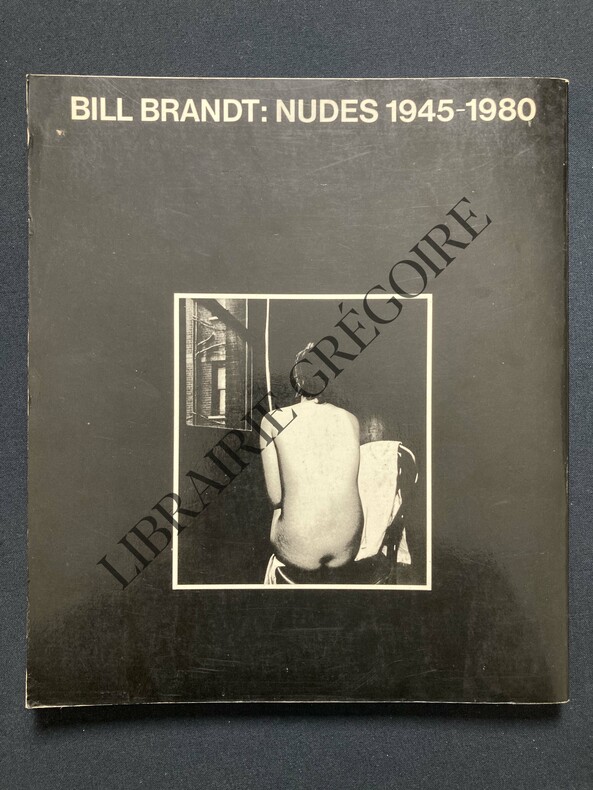 BILL BRANDT: NUDES 1945-1980
LIBRAIRIE GRÉGOIRE